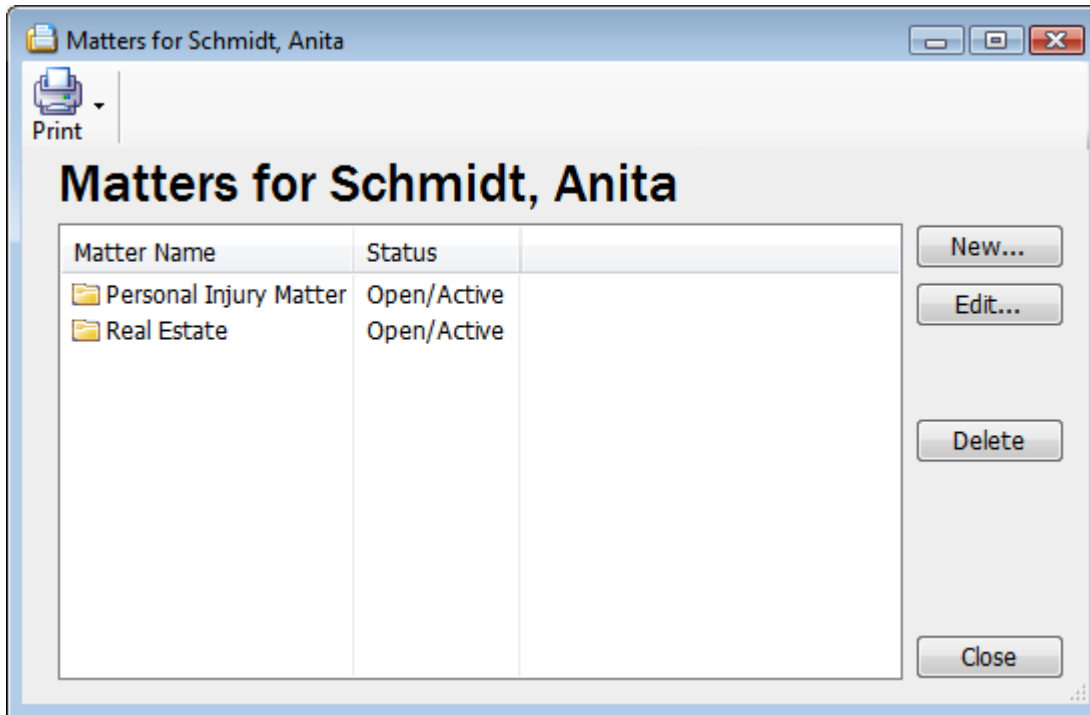 Matters for Schmidt, Anita
Print
Matters for Schmidt, Anita
Matter Name Status
Personal Injury Matter Open/Active
Real Estate Open/Active
New...
Edit...
Delete
Close